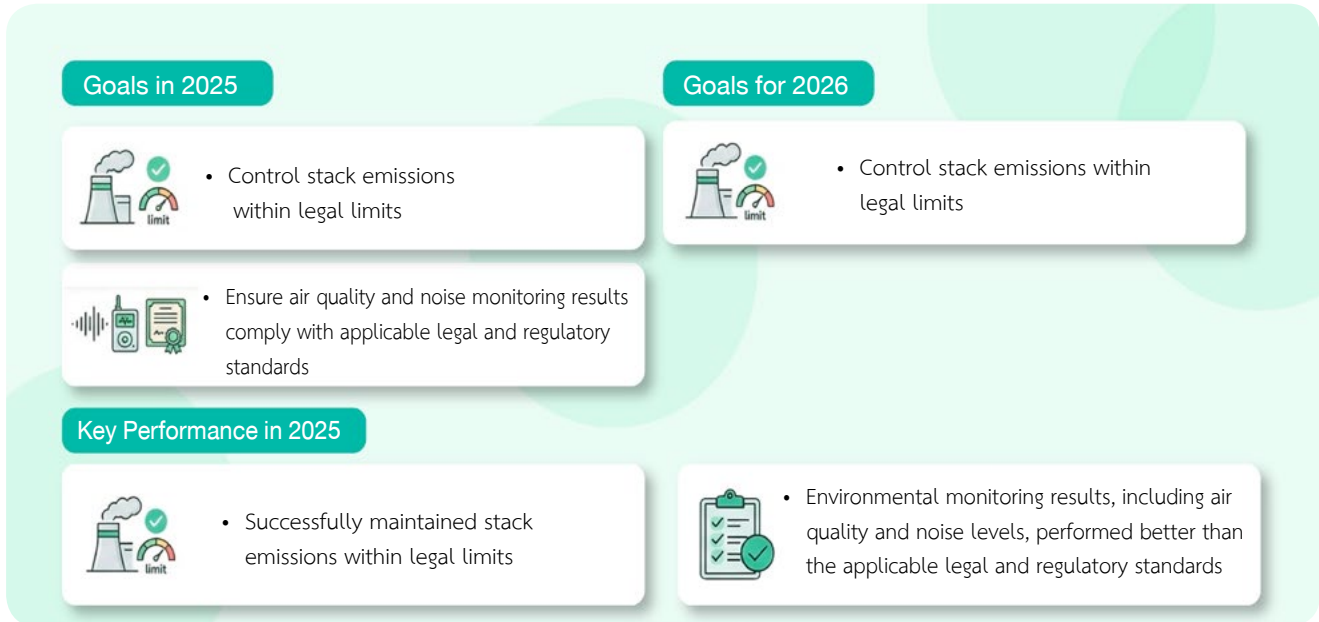 Goals in 2025
• Control stack emissions
within legal limits
limit
• Ensure air quality and noise monitoring results
comply with applicable legal and regulatory
standards
Goals for 2026
• Control stack emissions within
legal limits
limit
Key Performance in 2025
• Successfully maintained stack
emissions within legal limits
limit
• Environmental monitoring results, including air
quality and noise levels, performed better than
the applicable legal and regulatory standards